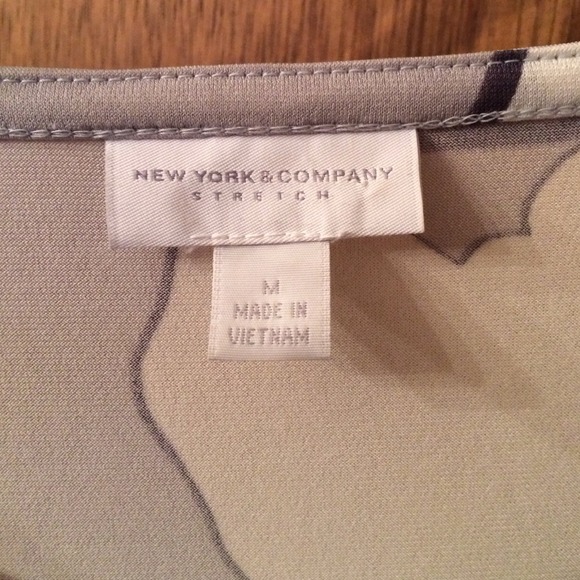 NEW YORK & COMPANY
STRETCH
M
MADE IN
VIETNAM